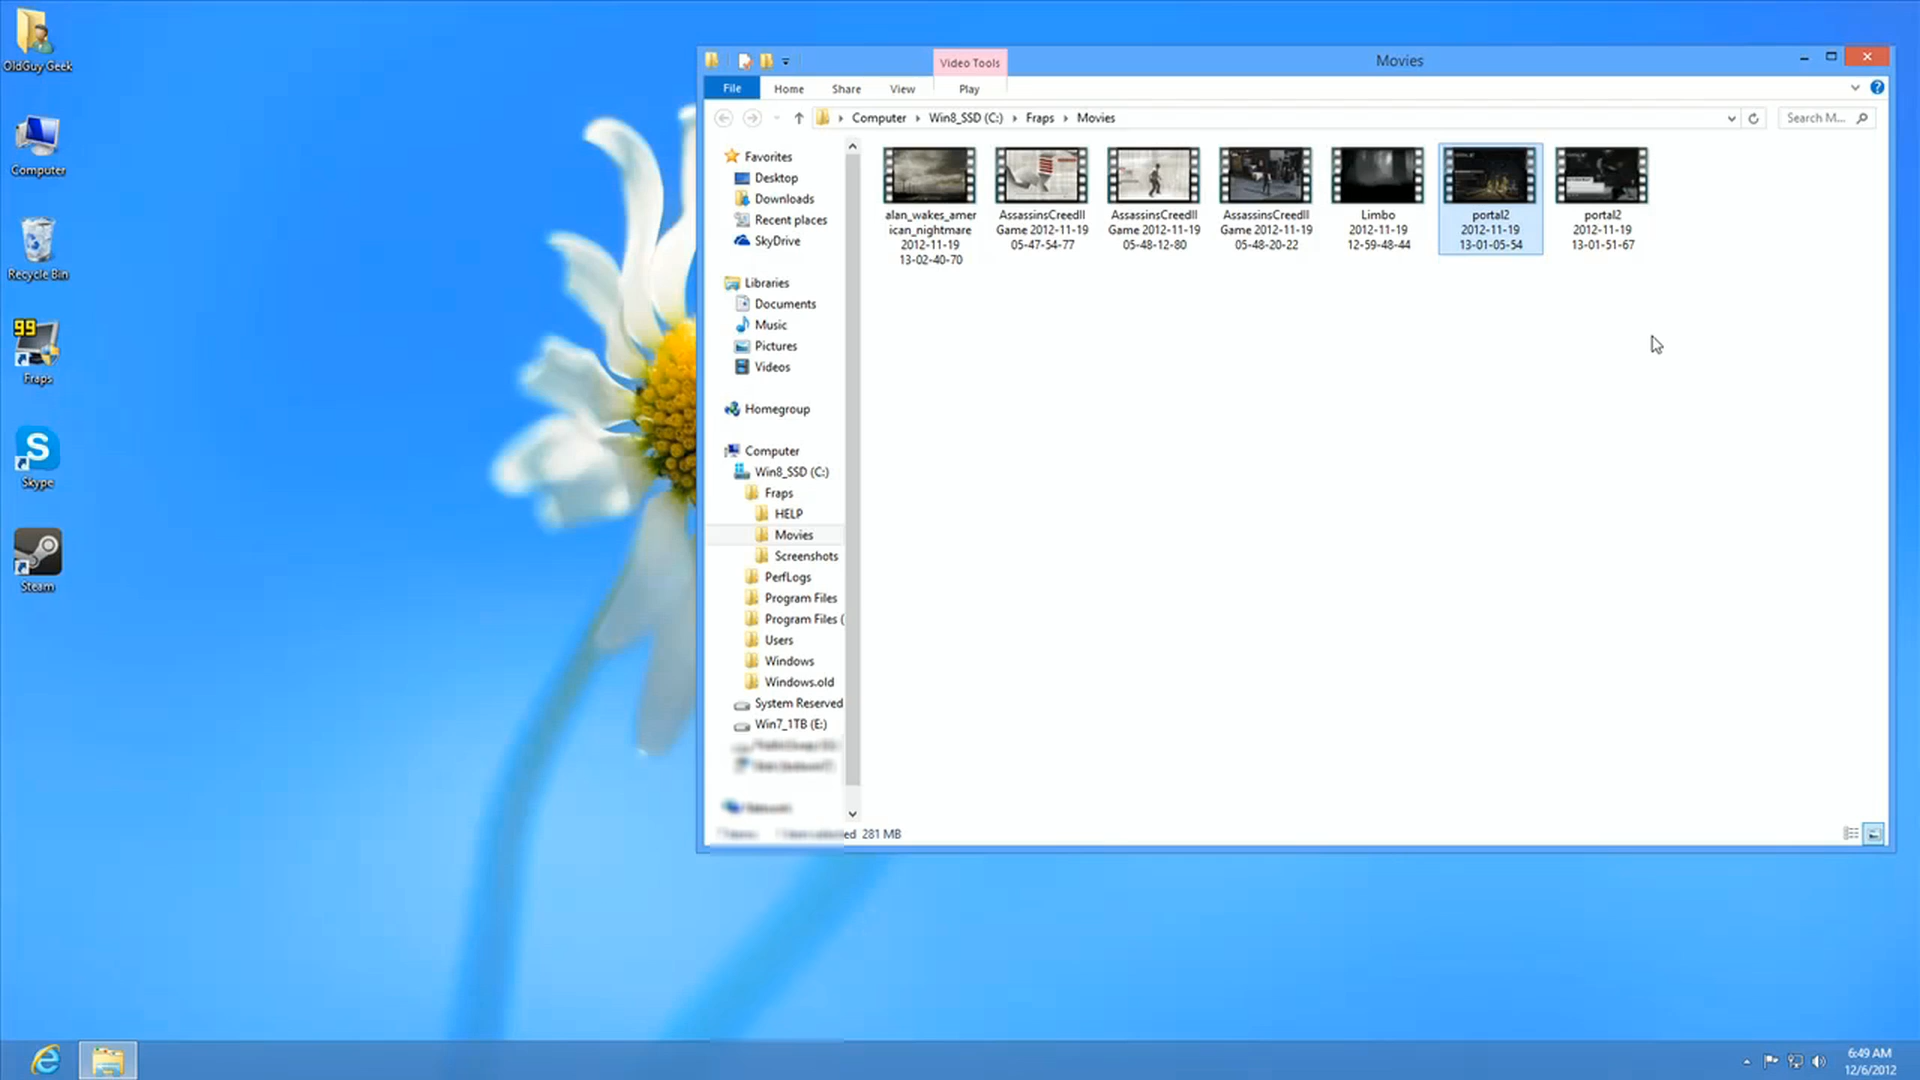 OldGuy Geek
Computer
Recycle Bin
99
Fraps
S
Skype
Steam
Video Tools
Movies
File
Home
Share
View
Play
Computer
Win8_SSD (C:)
Fraps
Movies
Search M...
Favorites
Desktop
Downloads
Recent places
SkyDrive
Libraries
Documents
Music
Pictures
Videos
Homegroup
Computer
Win8_SSD (C:)
Fraps
HELP
Movies
Screenshots
PerfLogs
Program Files
Program Files (
Users
Windows
Windows.old
System Reserved
Win7_1TB (E:)
alan_wakes_amer
ican_nightmare
2012-11-19
13-02-40-70
AssassinsCreedII
Game 2012-11-19
05-47-54-77
AssassinsCreedII
Game 2012-11-19
05-48-12-80
AssassinsCreedII
Game 2012-11-19
05-48-20-22
Limbo
2012-11-19
12-59-48-44
portal2
2012-11-19
13-01-05-54
portal2
2012-11-19
13-01-51-67
281 MB
6:49 AM
12/6/2012